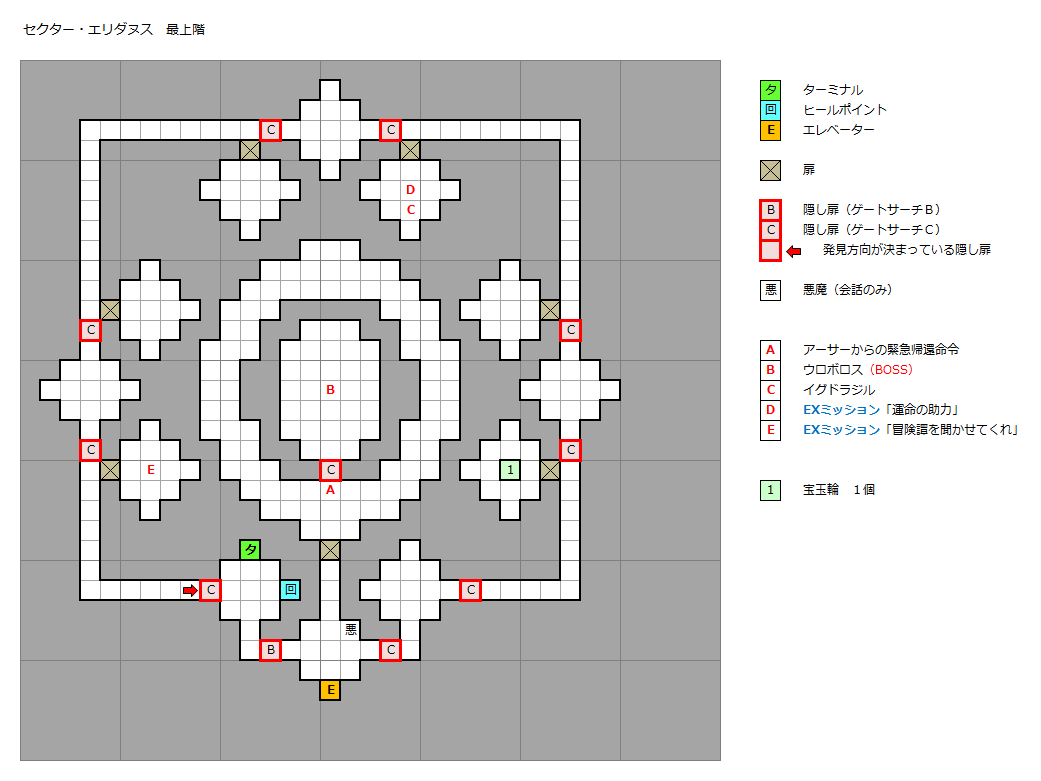 セクター・エリダヌス　最上階
タ ターミナル
回 ヒールポイント
E エレベーター
扉
B 隠し扉（ゲートサーチＢ）
C 隠し扉（ゲートサーチＣ）
発見方向が決まっている隠し扉
悪 悪魔（会話のみ）
A アーサーからの緊急帰還命令
B ウロボロス（BOSS）
C イグドラジル
D EXミッション「運命の助力」
E EXミッション「冒険譚を聞かせてくれ」
1 宝玉輪　１個
C C
D
C
C C
B
C C
E C 1
A
タ
C 回 C
悪
B C
E